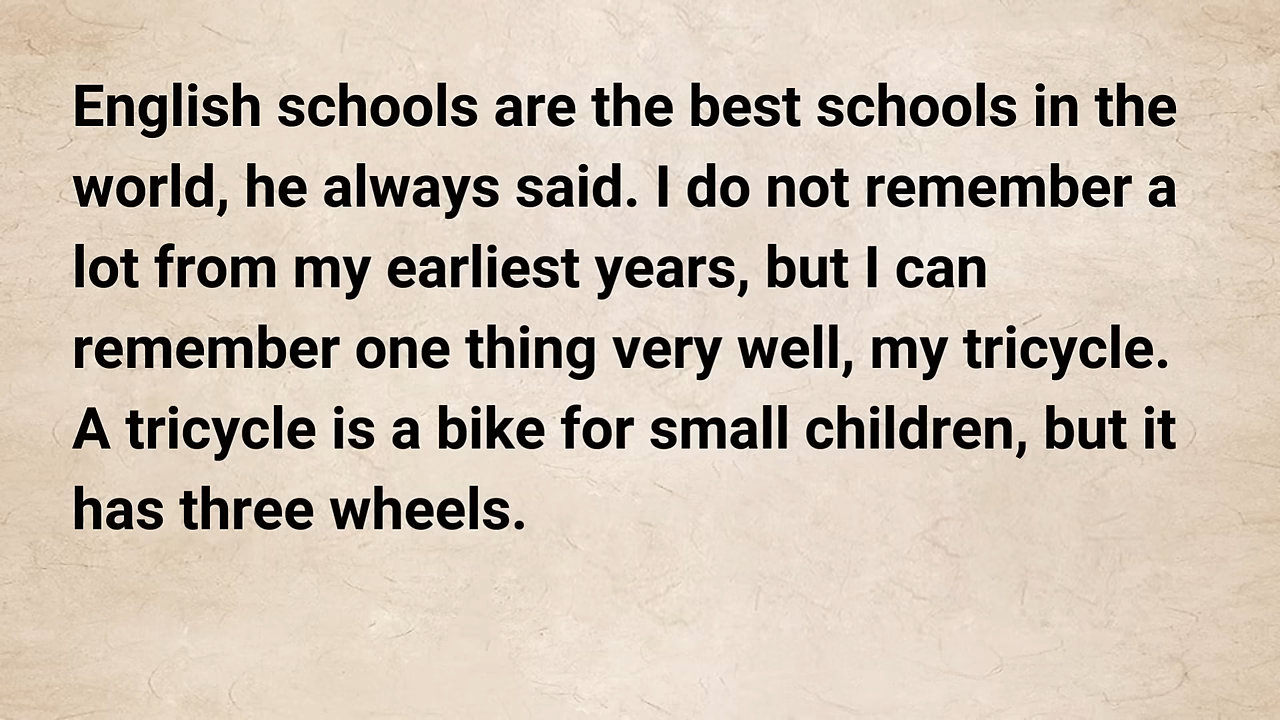 English schools are the best schools in the
world, he always said. I do not remember a
lot from my earliest years, but I can
remember one thing very well, my tricycle.
A tricycle is a bike for small children, but it
has three wheels.